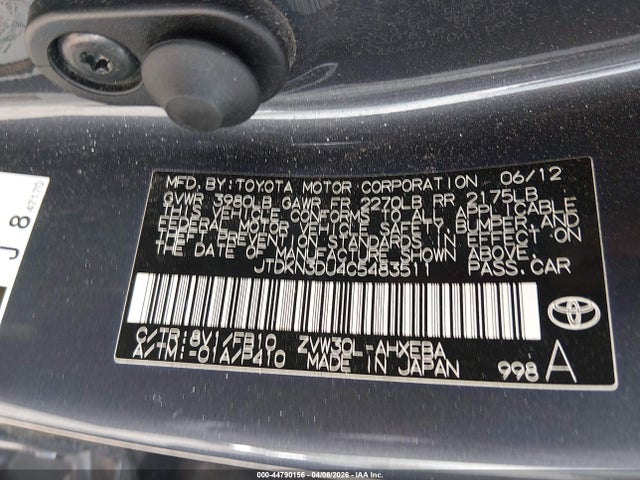 MFD. BY: TOYOTA MOTOR CORPORATION 06/12
GVWR 3980LB GAWR FR 2270LB RR 2175LB
THIS VEHICLE CONFORMS TO ALL APPLICABLE
FEDERAL MOTOR VEHICLE SAFETY, BUMPER, AND
THEFT PREVENTION STANDARDS IN EFFECT ON
THE DATE OF MANUFACTURE SHOWN ABOVE.
JTDKN3DU4C5483511 PASS.CAR
C/TR:8V1/FB10 ZVW30L-AHXEBA
A/TM:-01A/P410 MADE IN JAPAN 998 A
TOYOTA
J 8
47170
000-44790156 - 04/06/2026 - IAA Inc.